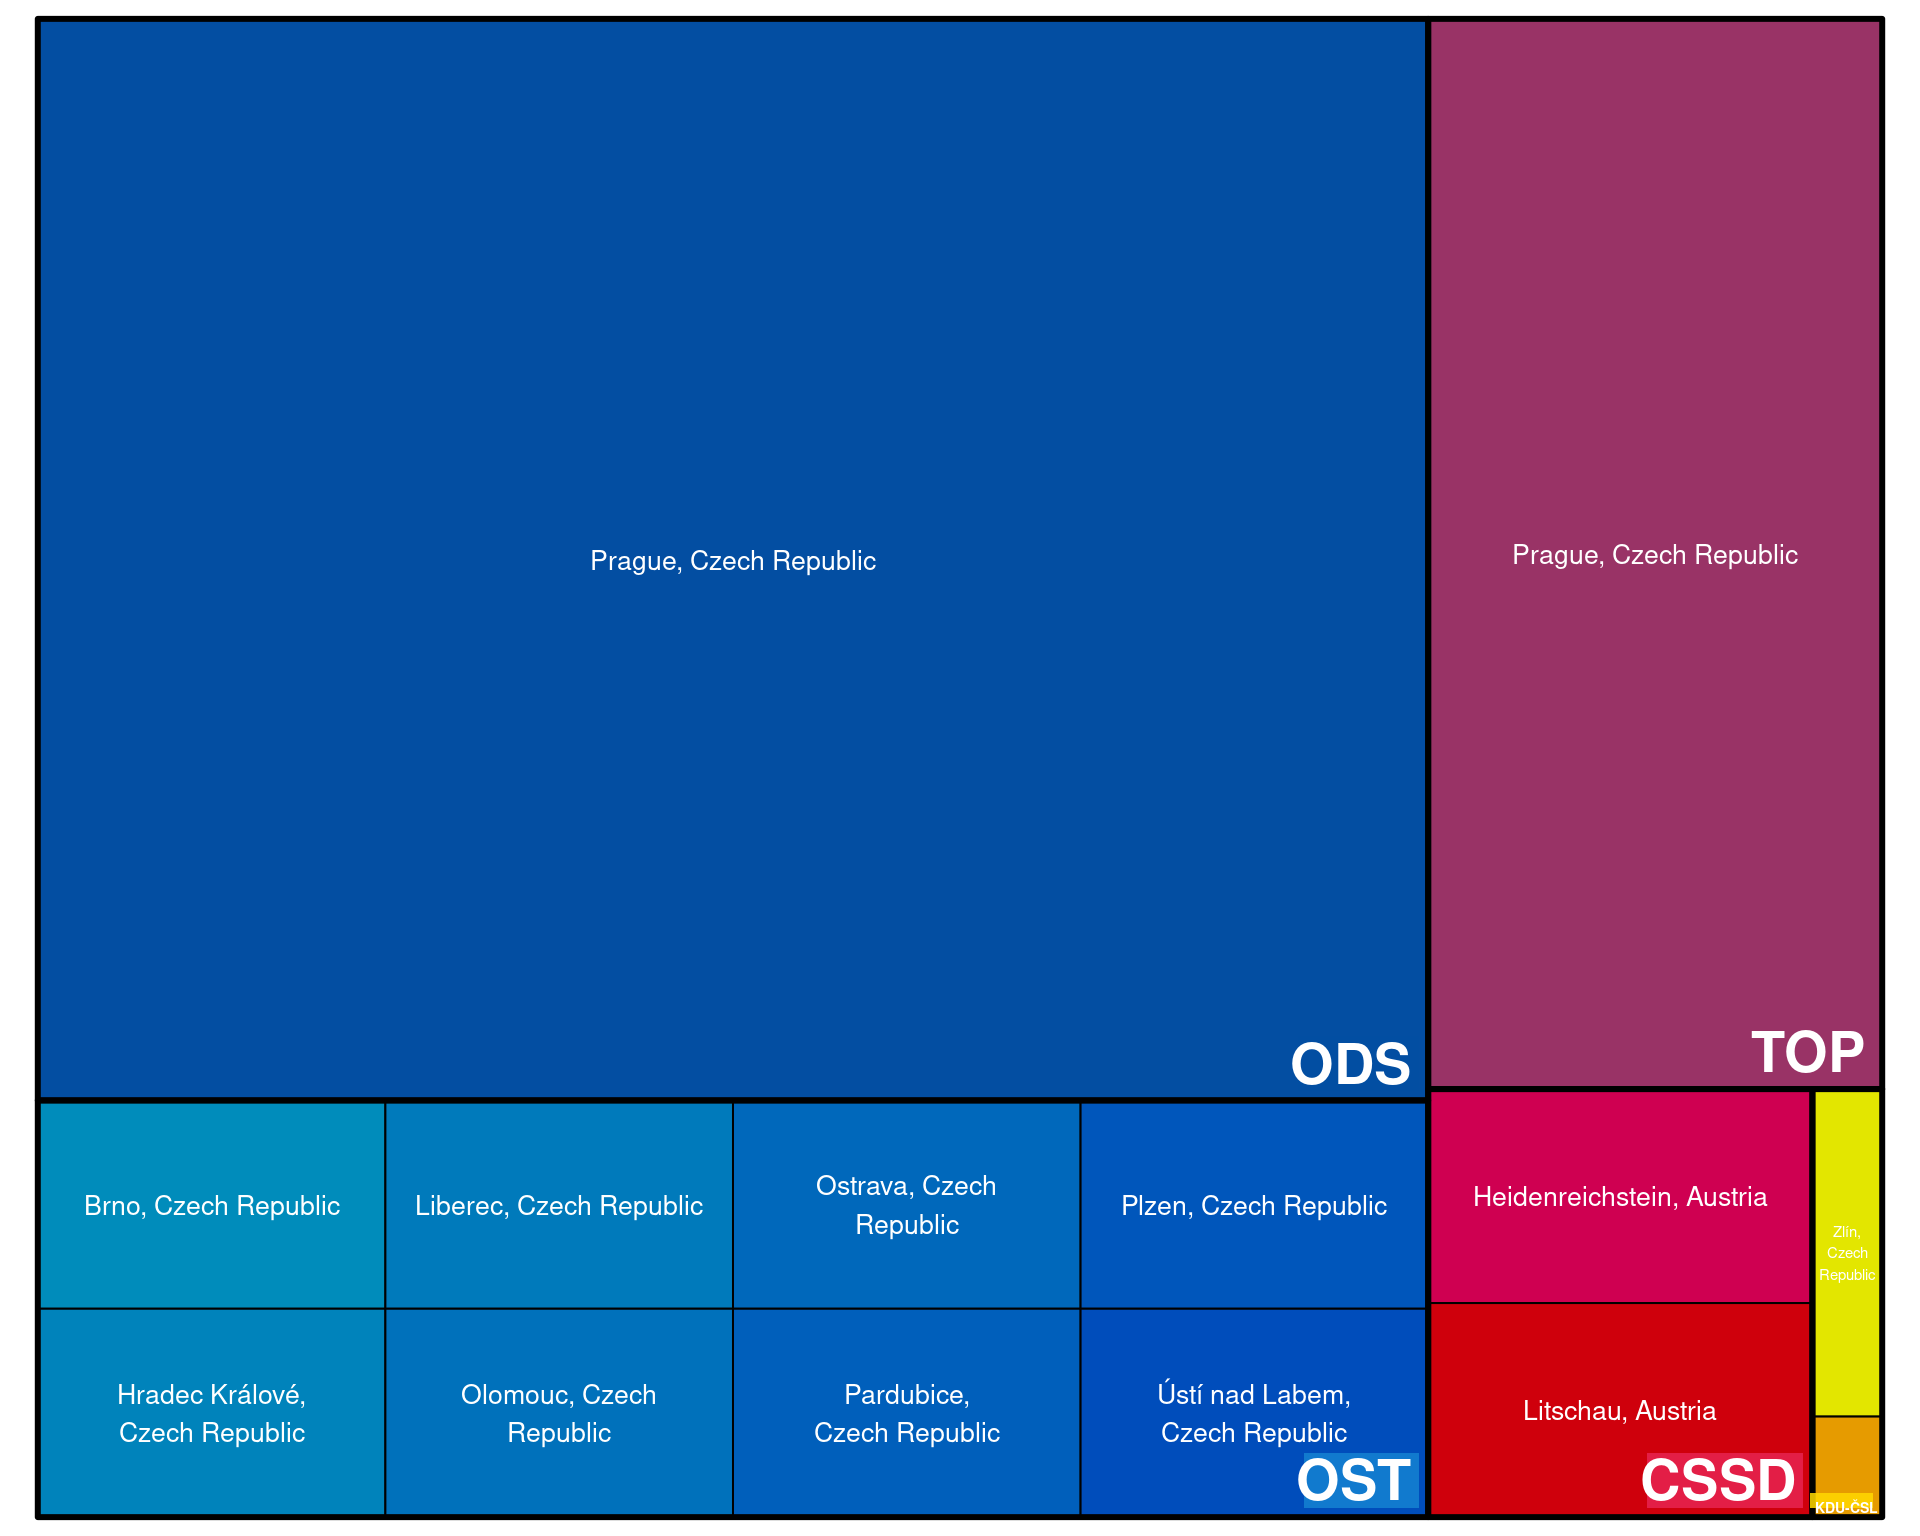 Prague, Czech Republic
ODS
Prague, Czech Republic
TOP
Brno, Czech Republic
Liberec, Czech Republic
Ostrava, Czech
Republic
Plzen, Czech Republic
Hradec Králové,
Czech Republic
Olomouc, Czech
Republic
Pardubice,
Czech Republic
Ústí nad Labem,
Czech Republic
OST
Heidenreichstein, Austria
Litschau, Austria
CSSD
Zlín,
Czech
Republic
KDU-ČSL